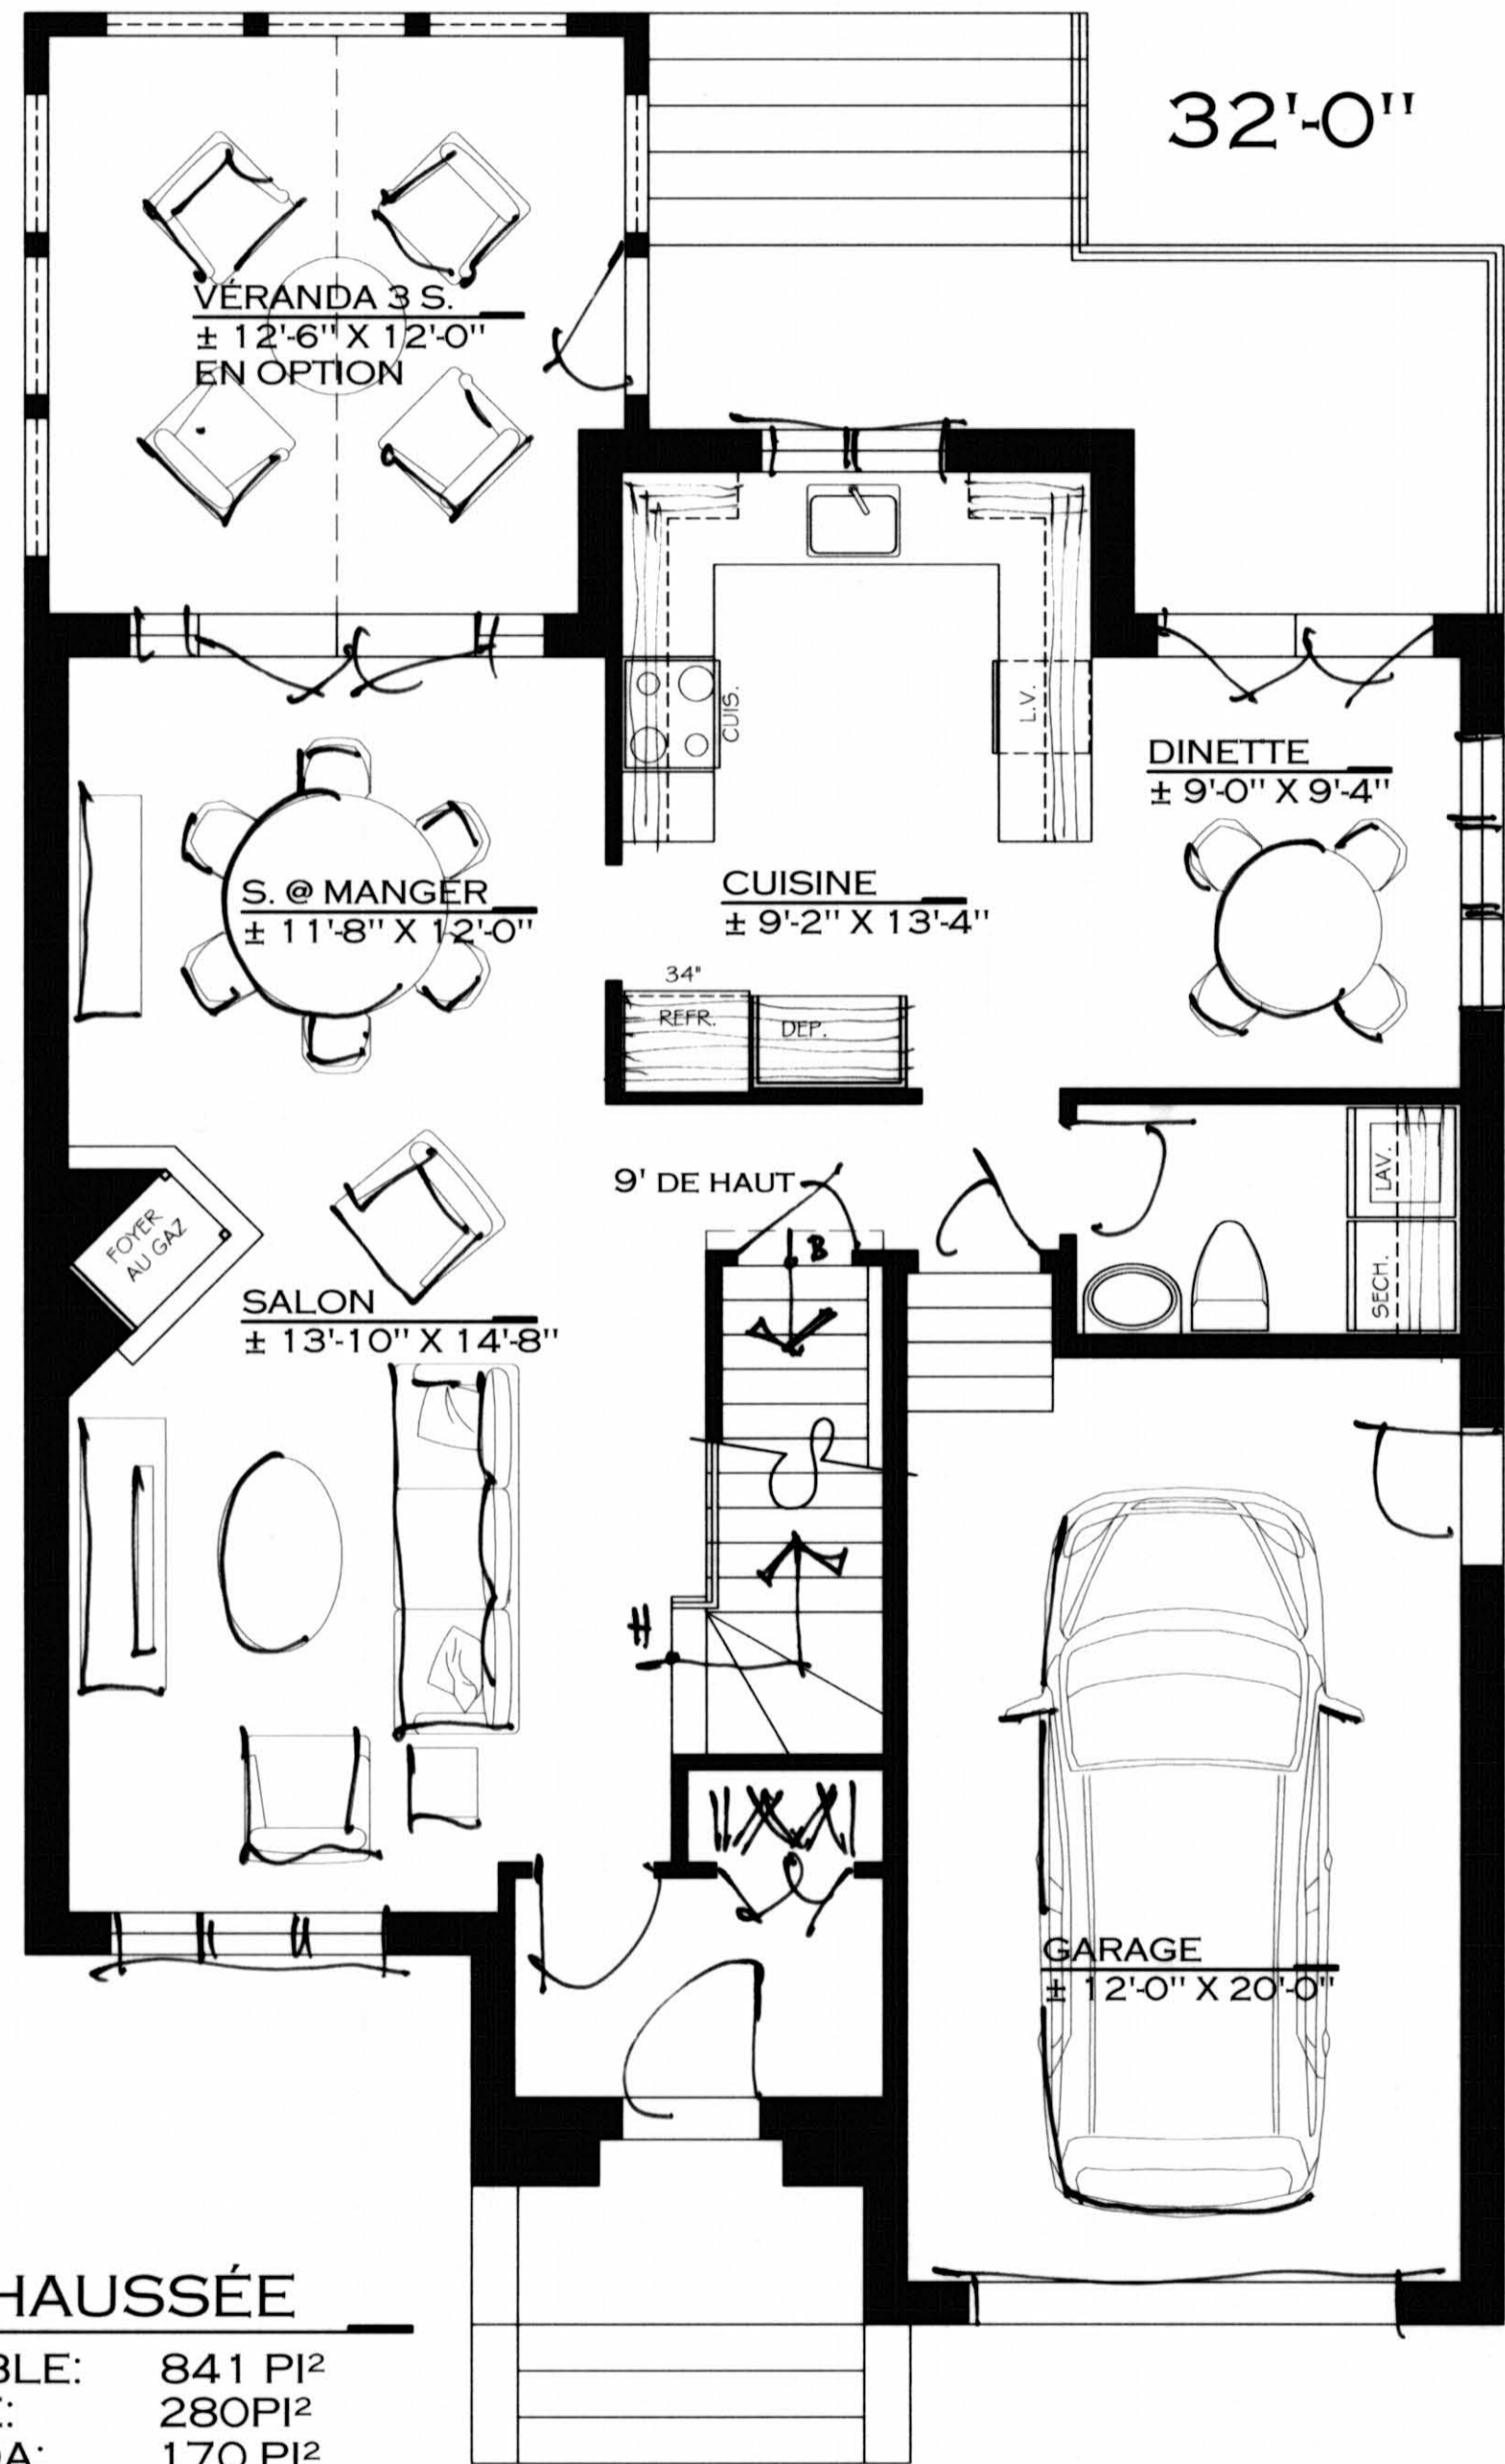 32'-0"
VÉRANDA 3 S.
± 12'-6" X 12'-0"
EN OPTION
CUIS.
L.V.
DINETTE
± 9'-0" X 9'-4"
S. @ MANGER
± 11'-8" X 12'-0"
CUISINE
± 9'-2" X 13'-4"
34"
REFR.
DEP.
9' DE HAUT
LAV.
SECH.
FOYER
AU GAZ
B
SALON
± 13'-10" X 14'-8"
H
GARAGE
± 12'-0" X 20'-0"
HAUSSÉE
BLE: 841 PI²
E: 280PI²
DA: 170 PI²